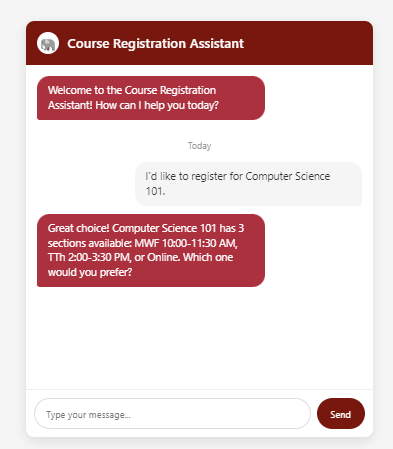 Course Registration Assistant
Welcome to the Course Registration
Assistant! How can I help you today?
Today
I'd like to register for Computer Science
101.
Great choice! Computer Science 101 has 3
sections available: MWF 10:00-11:30 AM,
TTh 2:00-3:30 PM, or Online. Which one
would you prefer?
Type your message...
Send